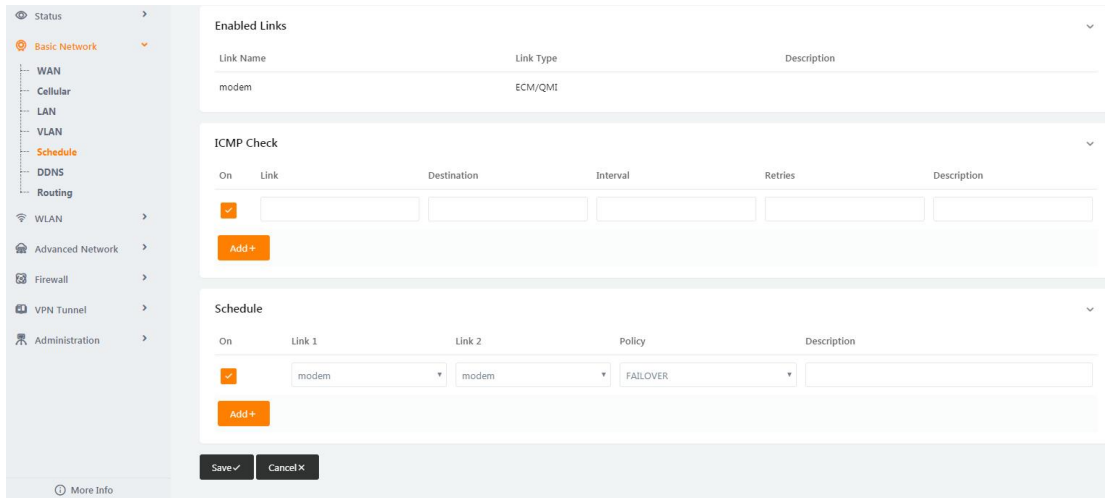 Status
Basic Network
WAN
Cellular
LAN
VLAN
Schedule
DDNS
Routing
WLAN
Advanced Network
Firewall
VPN Tunnel
Administration
More Info
Enabled Links
Link Name Link Type Description
modem ECM/QMI
ICMP Check
On Link Destination Interval Retries Description
Add+
Schedule
On Link 1 Link 2 Policy Description
modem modem FAILOVER
Add+
Save Cancel